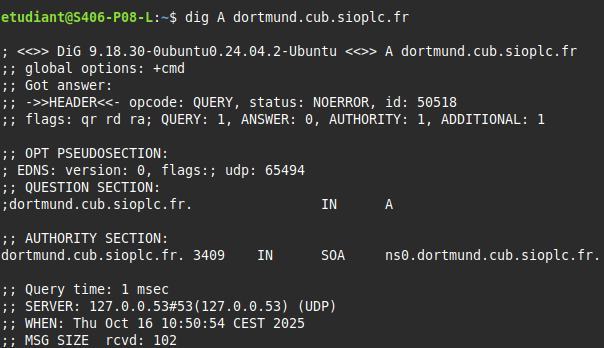 etudiant@S406-P08-L:~$ dig A dortmund.cub.sioplc.fr
; <<>> DiG 9.18.30-0ubuntu0.24.04.2-Ubuntu <<>> A dortmund.cub.sioplc.fr
;; global options: +cmd
;; Got answer:
;; ->>HEADER<<- opcode: QUERY, status: NOERROR, id: 50518
;; flags: qr rd ra; QUERY: 1, ANSWER: 0, AUTHORITY: 1, ADDITIONAL: 1
;; OPT PSEUDOSECTION:
; EDNS: version: 0, flags:; udp: 65494
;; QUESTION SECTION:
;dortmund.cub.sioplc.fr. IN A
;; AUTHORITY SECTION:
dortmund.cub.sioplc.fr. 3409 IN SOA ns0.dortmund.cub.sioplc.fr.
;; Query time: 1 msec
;; SERVER: 127.0.0.53#53(127.0.0.53) (UDP)
;; WHEN: Thu Oct 16 10:50:54 CEST 2025
;; MSG SIZE rcvd: 102